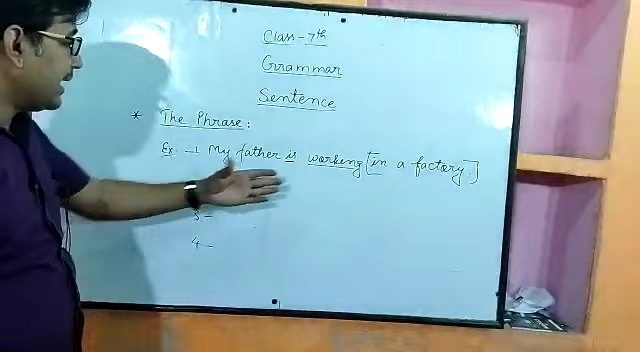 Class - 7th
Grammar
Sentence
* The Phrase:
Ex - 1 My father is working [in a factory.]
3 -
4 -